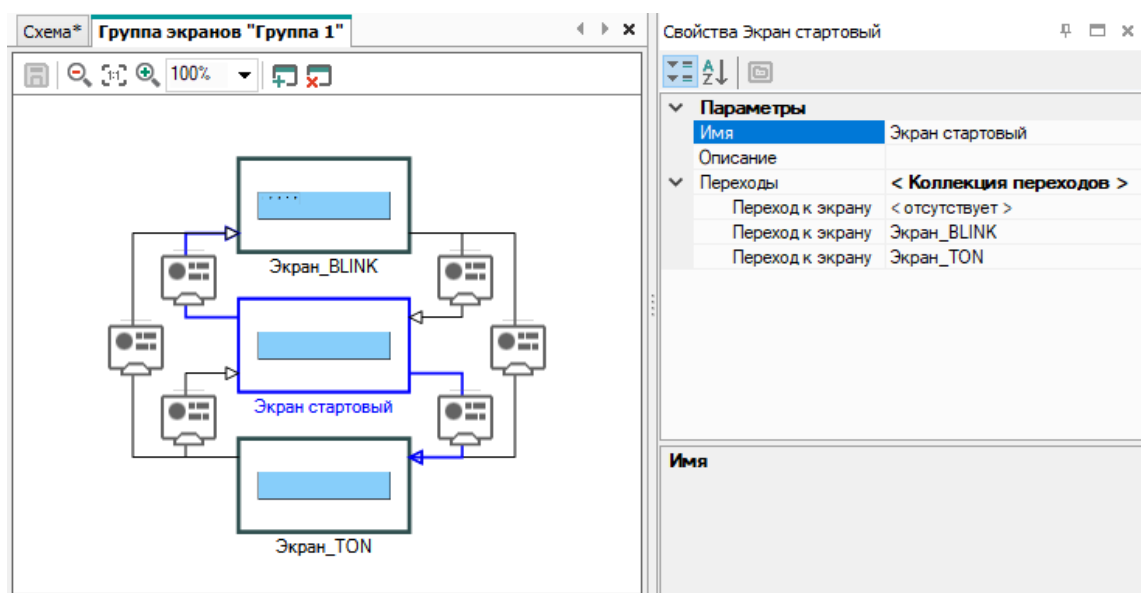 Схема*
Группа экранов "Группа 1"
100%
Экран_BLINK
Экран стартовый
Экран_TON
Свойства Экран стартовый
Параметры
Имя Экран стартовый
Описание
Переходы < Коллекция переходов >
Переход к экрану < отсутствует >
Переход к экрану Экран_BLINK
Переход к экрану Экран_TON
Имя